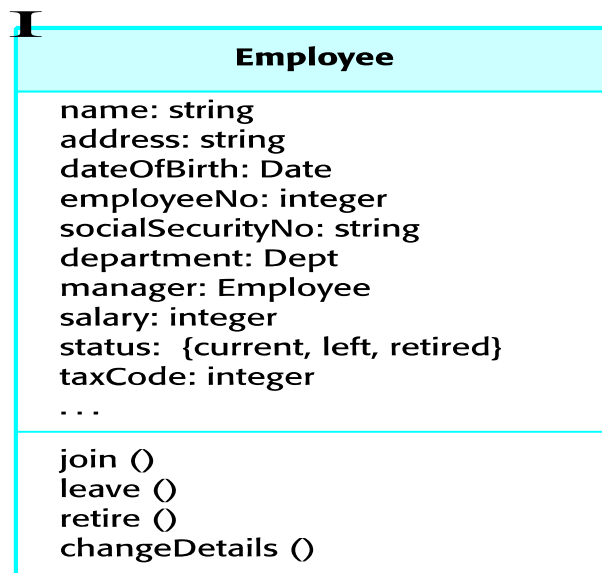 I
Employee
name: string
address: string
dateOfBirth: Date
employeeNo: integer
socialSecurityNo: string
department: Dept
manager: Employee
salary: integer
status: {current, left, retired}
taxCode: integer
. . .
join ()
leave ()
retire ()
changeDetails ()